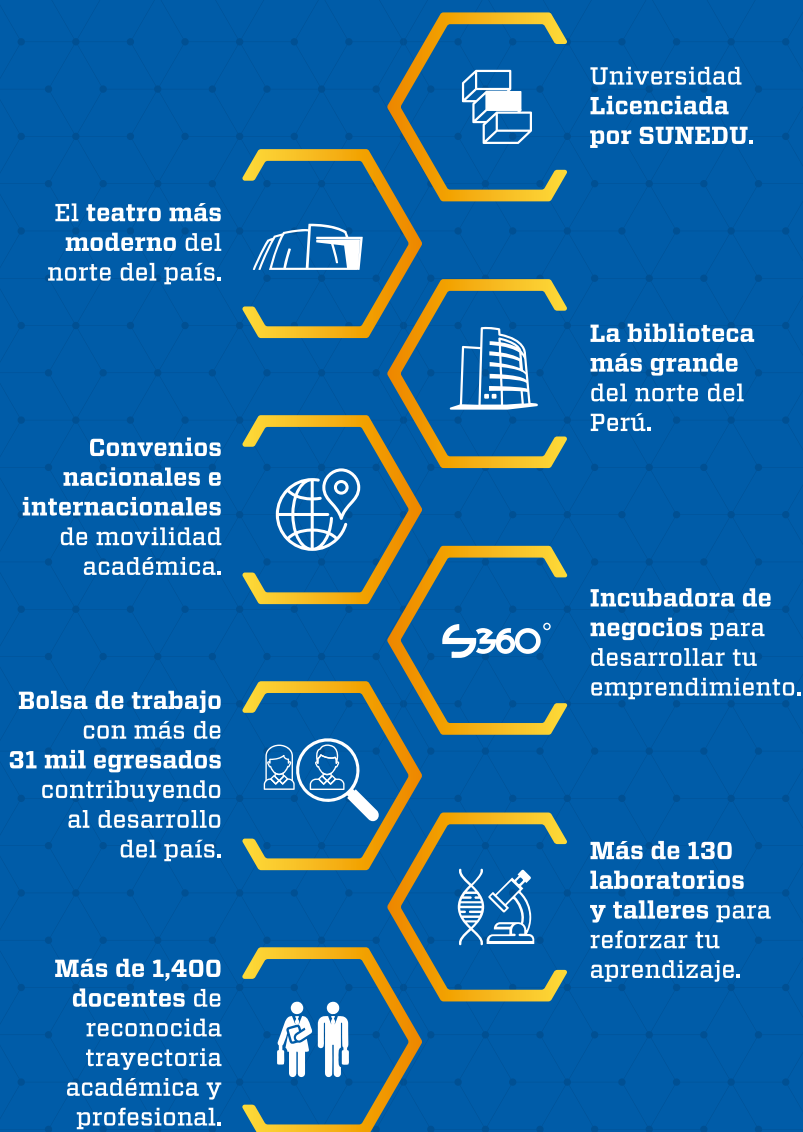 Universidad
Licenciada
por SUNEDU.
El teatro más
moderno del
norte del país.
La biblioteca
más grande
del norte del
Perú.
Convenios
nacionales e
internacionales
de movilidad
académica.
S360°
Incubadora de
negocios para
desarrollar tu
emprendimiento.
Bolsa de trabajo
con más de
31 mil egresados
contribuyendo
al desarrollo
del país.
Más de 130
laboratorios
y talleres para
reforzar tu
aprendizaje.
Más de 1,400
docentes de
reconocida
trayectoria
académica y
profesional.